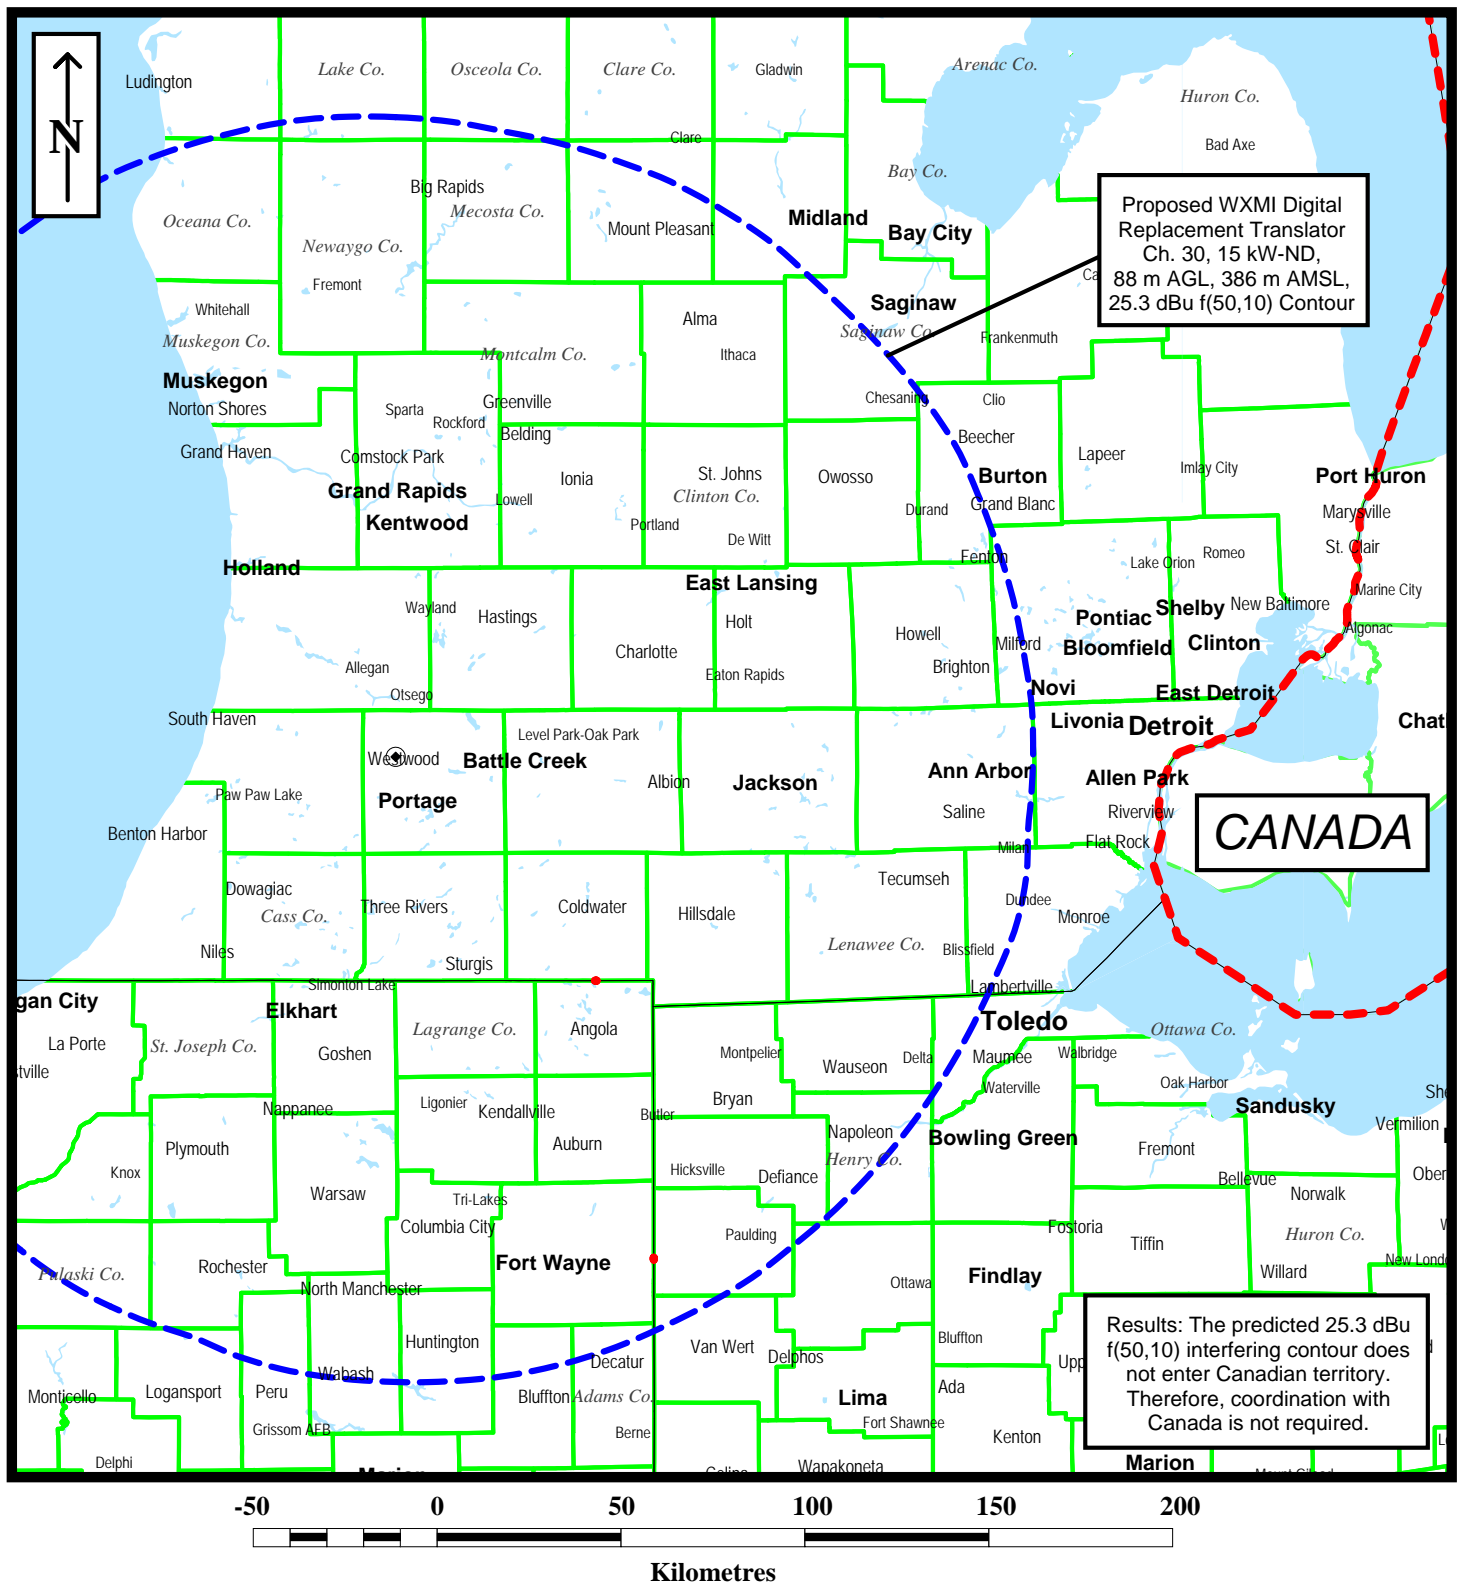 N
Ludington
Lake Co.
Osceola Co.
Clare Co.
Gladwin
Arenac Co.
Huron Co.
Clare
Bad Axe
Bay Co.
Big Rapids
Mecosta Co.
Oceana Co.
Newaygo Co.
Mount Pleasant
Midland
Bay City
Proposed WXMI Digital
Replacement Translator
Ch. 30, 15 kW-ND,
88 m AGL, 386 m AMSL,
25.3 dBu f(50,10) Contour
Ca
Fremont
Whitehall
Muskegon Co.
Saginaw
Saginaw Co.
Frankenmuth
Alma
Ithaca
Montcalm Co.
Muskegon
Norton Shores
Sparta
Rockford
Greenville
Belding
Chesaning
Clio
Beecher
Grand Haven
Comstock Park
Grand Rapids
Kentwood
Lowell
Ionia
St. Johns
Clinton Co.
Portland
De Witt
Owosso
Durand
Burton
Grand Blanc
Lapeer
Imlay City
Port Huron
Marysville
St. Clair
Holland
East Lansing
Fenton
Lake Orion
Romeo
Marine City
Wayland
Hastings
Holt
Charlotte
Eaton Rapids
Howell
Brighton
Milford
Pontiac
Shelby
New Baltimore
Bloomfield
Clinton
Algonac
Allegan
Otsego
Novi
East Detroit
South Haven
Level Park-Oak Park
Livonia
Detroit
Chat
Westwood
Battle Creek
Albion
Jackson
Ann Arbor
Allen Park
Paw Paw Lake
Portage
Saline
Riverview
CANADA
Benton Harbor
Milan
Flat Rock
Dowagiac
Cass Co.
Three Rivers
Coldwater
Hillsdale
Tecumseh
Dundee
Monroe
Niles
Sturgis
Lenawee Co.
Blissfield
Simonton Lake
Lambertville
gan City
Elkhart
Lagrange Co.
Angola
Toledo
Ottawa Co.
La Porte
St. Joseph Co.
Goshen
Montpelier
Wauseon
Delta
Maumee
Walbridge
stville
Waterville
Oak Harbor
She
Nappanee
Ligonier
Kendallville
Butler
Bryan
Sandusky
Vermilion
Plymouth
Auburn
Napoleon
Henry Co.
Bowling Green
Fremont
Knox
Hicksville
Defiance
Bellevue
Ober
Warsaw
Tri-Lakes
Norwalk
Columbia City
Paulding
Fostoria
Tiffin
Huron Co.
Pulaski Co.
Rochester
Fort Wayne
Ottawa
Findlay
Willard
New Lond
North Manchester
Huntington
Van Wert
Delphos
Bluffton
Upp
Results: The predicted 25.3 dBu
f(50,10) interfering contour does
not enter Canadian territory.
Therefore, coordination with
Canada is not required.
d
Monticello
Logansport
Peru
Wabash
Decatur
Bluffton
Adams Co.
Lima
Ada
Grissom AFB
Berne
Fort Shawnee
Kenton
Delphi
Marion
Celina
Wapakoneta
Marion
Mount Gilead
-50 0 50 100 150 200
Kilometres